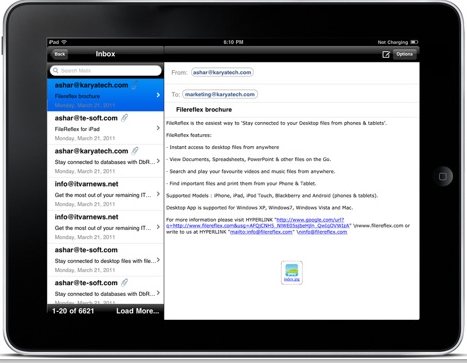 iPad
6:10 PM
Not Charging
Back
Inbox
Options
Search Mails
ashar@karyatech.com
Filereflex brochure
Monday, March 21, 2011
ashar@te-soft.com
FileReflex for iPad
Monday, March 21, 2011
ashar@karyatech.com
Stay connected to databases with DbR...
Monday, March 21, 2011
info@itvarnews.net
Get the most out of your remaining IT...
Monday, March 21, 2011
info@itvarnews.net
Get the most out of your remaining IT...
Monday, March 21, 2011
ashar@te-soft.com
Stay connected to desktop files with file...
Monday, March 21, 2011
ashar@te-soft.com
Stay connected to databases with DbR...
Monday, March 21, 2011
1-20 of 6621
Load More...
From: ashar@karyatech.com
To: marketing@karyatech.com
Filereflex brochure
FileReflex is the easiest way to 'Stay connected to your Desktop files from phones & tablets'.
FileReflex features:
- Instant access to desktop files from anywhere
- View Documents, Spreadsheets, PowerPoint & other files on the Go.
- Search and play your favourite videos and music files from anywhere.
- Find important files and print them from your Phone & Tablet.
Supported Models : iPhone, iPad, iPod Touch, Blackberry and Android (phones & tablets).
Desktop App is supported for Windows XP, Windows7, Windows Vista and Mac.
For more information please visit HYPERLINK "http://www.google.com/url?
\nwww.filereflex.com or
write to us at HYPERLINK "mailto:info@filereflex.com" \ninfo@filereflex.com